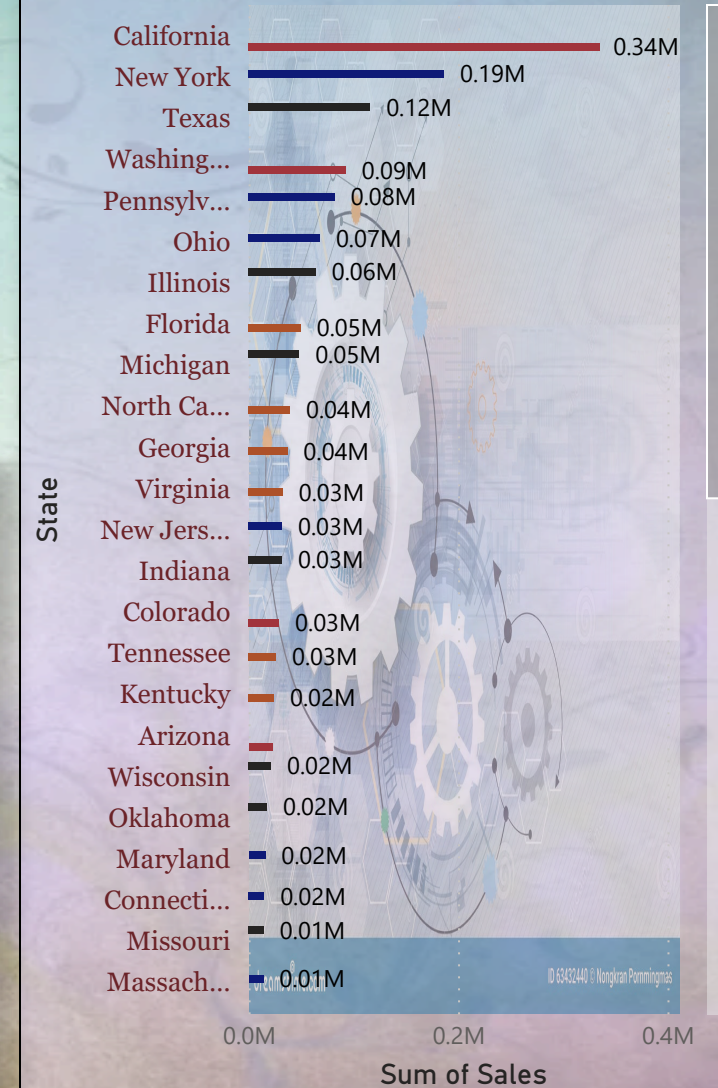 California 0.34M
New York 0.19M
Texas 0.12M
Washing... 0.09M
Pennsylv... 0.08M
Ohio 0.07M
Illinois 0.06M
Florida 0.05M
Michigan 0.05M
North Ca... 0.04M
Georgia 0.04M
Virginia 0.03M
New Jers... 0.03M
Indiana 0.03M
Colorado 0.03M
Tennessee 0.03M
Kentucky 0.02M
Arizona
Wisconsin 0.02M
Oklahoma 0.02M
Maryland 0.02M
Connecti... 0.02M
Missouri 0.01M
Massach... 0.01M
ID 63432440 © Nongkran Pornmingmas
State
0.0M 0.2M 0.4M
Sum of Sales